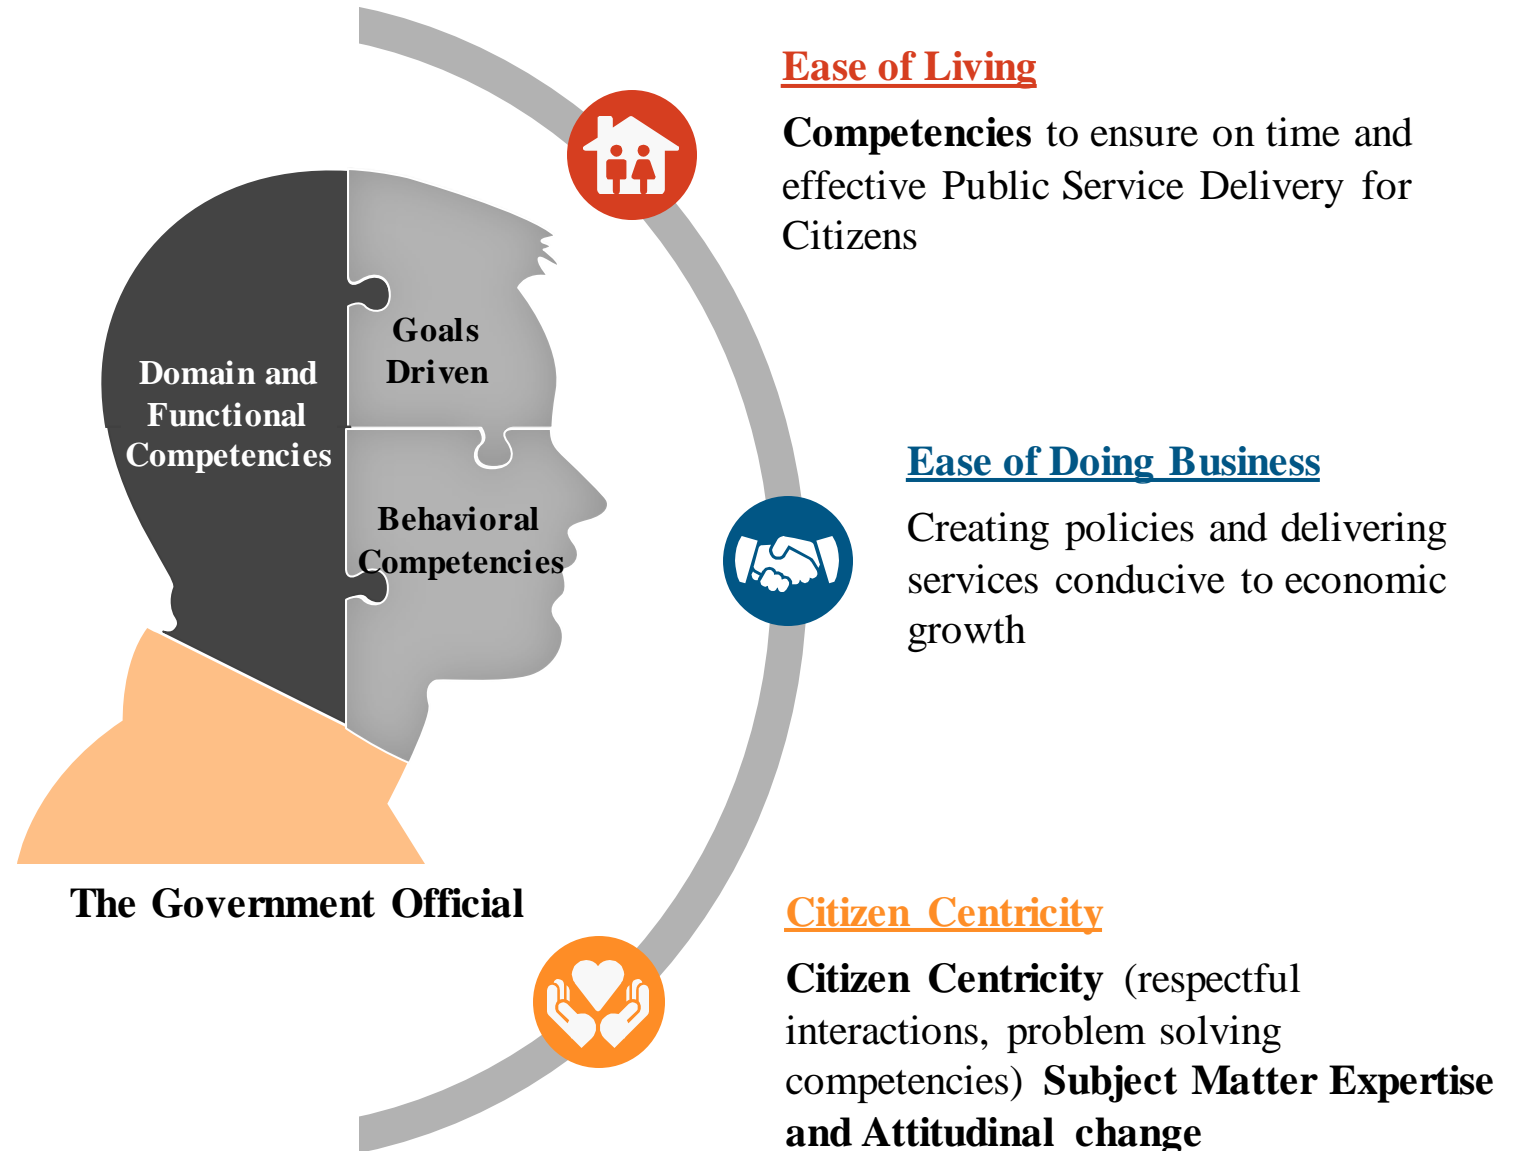 Ease of Living
Competencies to ensure on time and
effective Public Service Delivery for
Citizens
Goals
Driven
Domain and
Functional
Competencies
Behavioral
Competencies
Ease of Doing Business
Creating policies and delivering
services conducive to economic
growth
The Government Official
Citizen Centricity
Citizen Centricity (respectful
interactions, problem solving
competencies) Subject Matter Expertise
and Attitudinal change